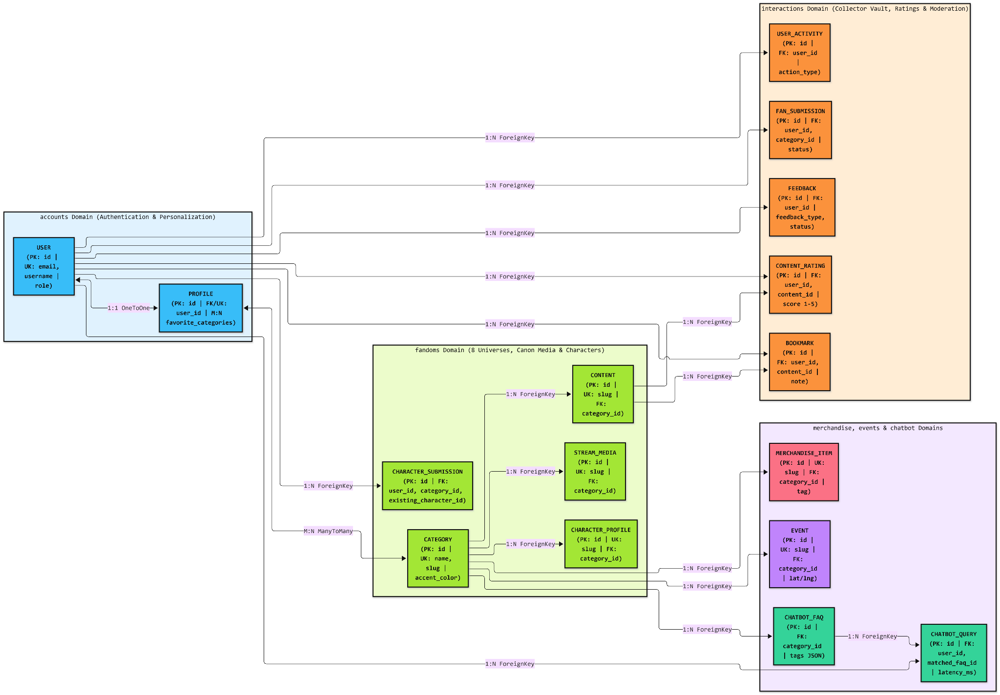 interactions Domain (Collector Vault, Ratings & Moderation)
USER_ACTIVITY
(PK: id |
FK: user_id
|
action_type)
FAN_SUBMISSION
(PK: id | FK:
user_id,
category_id |
status)
1:N ForeignKey
1:N ForeignKey
FEEDBACK
(PK: id | FK:
user_id |
feedback_type,
status)
1:N ForeignKey
accounts Domain (Authentication & Personalization)
USER
(PK: id |
UK: email,
username |
role)
1:1 OneToOne
PROFILE
(PK: id | FK/UK:
user_id | M:N
favorite_categories)
1:N ForeignKey
CONTENT_RATING
(PK: id | FK:
user_id,
content_id |
score 1-5)
1:N ForeignKey
1:N ForeignKey
BOOKMARK
(PK: id |
FK: user_id,
content_id |
note)
1:N ForeignKey
fandoms Domain (8 Universes, Canon Media & Characters)
CONTENT
(PK: id |
UK: slug |
FK:
category_id)
1:N ForeignKey
STREAM_MEDIA
(PK: id |
UK: slug |
FK:
category_id)
1:N ForeignKey
CHARACTER_SUBMISSION
(PK: id | FK:
user_id, category_id,
existing_character_id)
1:N ForeignKey
M:N ManyToMany
CATEGORY
(PK: id |
UK: name,
slug |
accent_color)
1:N ForeignKey
CHARACTER_PROFILE
(PK: id | UK:
slug | FK:
category_id)
merchandise, events & chatbot Domains
MERCHANDISE_ITEM
(PK: id | UK:
slug | FK:
category_id |
tag)
1:N ForeignKey
1:N ForeignKey
EVENT
(PK: id |
UK: slug |
FK:
category_id
| lat/lng)
1:N ForeignKey
CHATBOT_FAQ
(PK: id |
FK:
category_id
| tags JSON)
1:N ForeignKey
CHATBOT_QUERY
(PK: id | FK:
user_id,
matched_faq_id
| latency_ms)
1:N ForeignKey